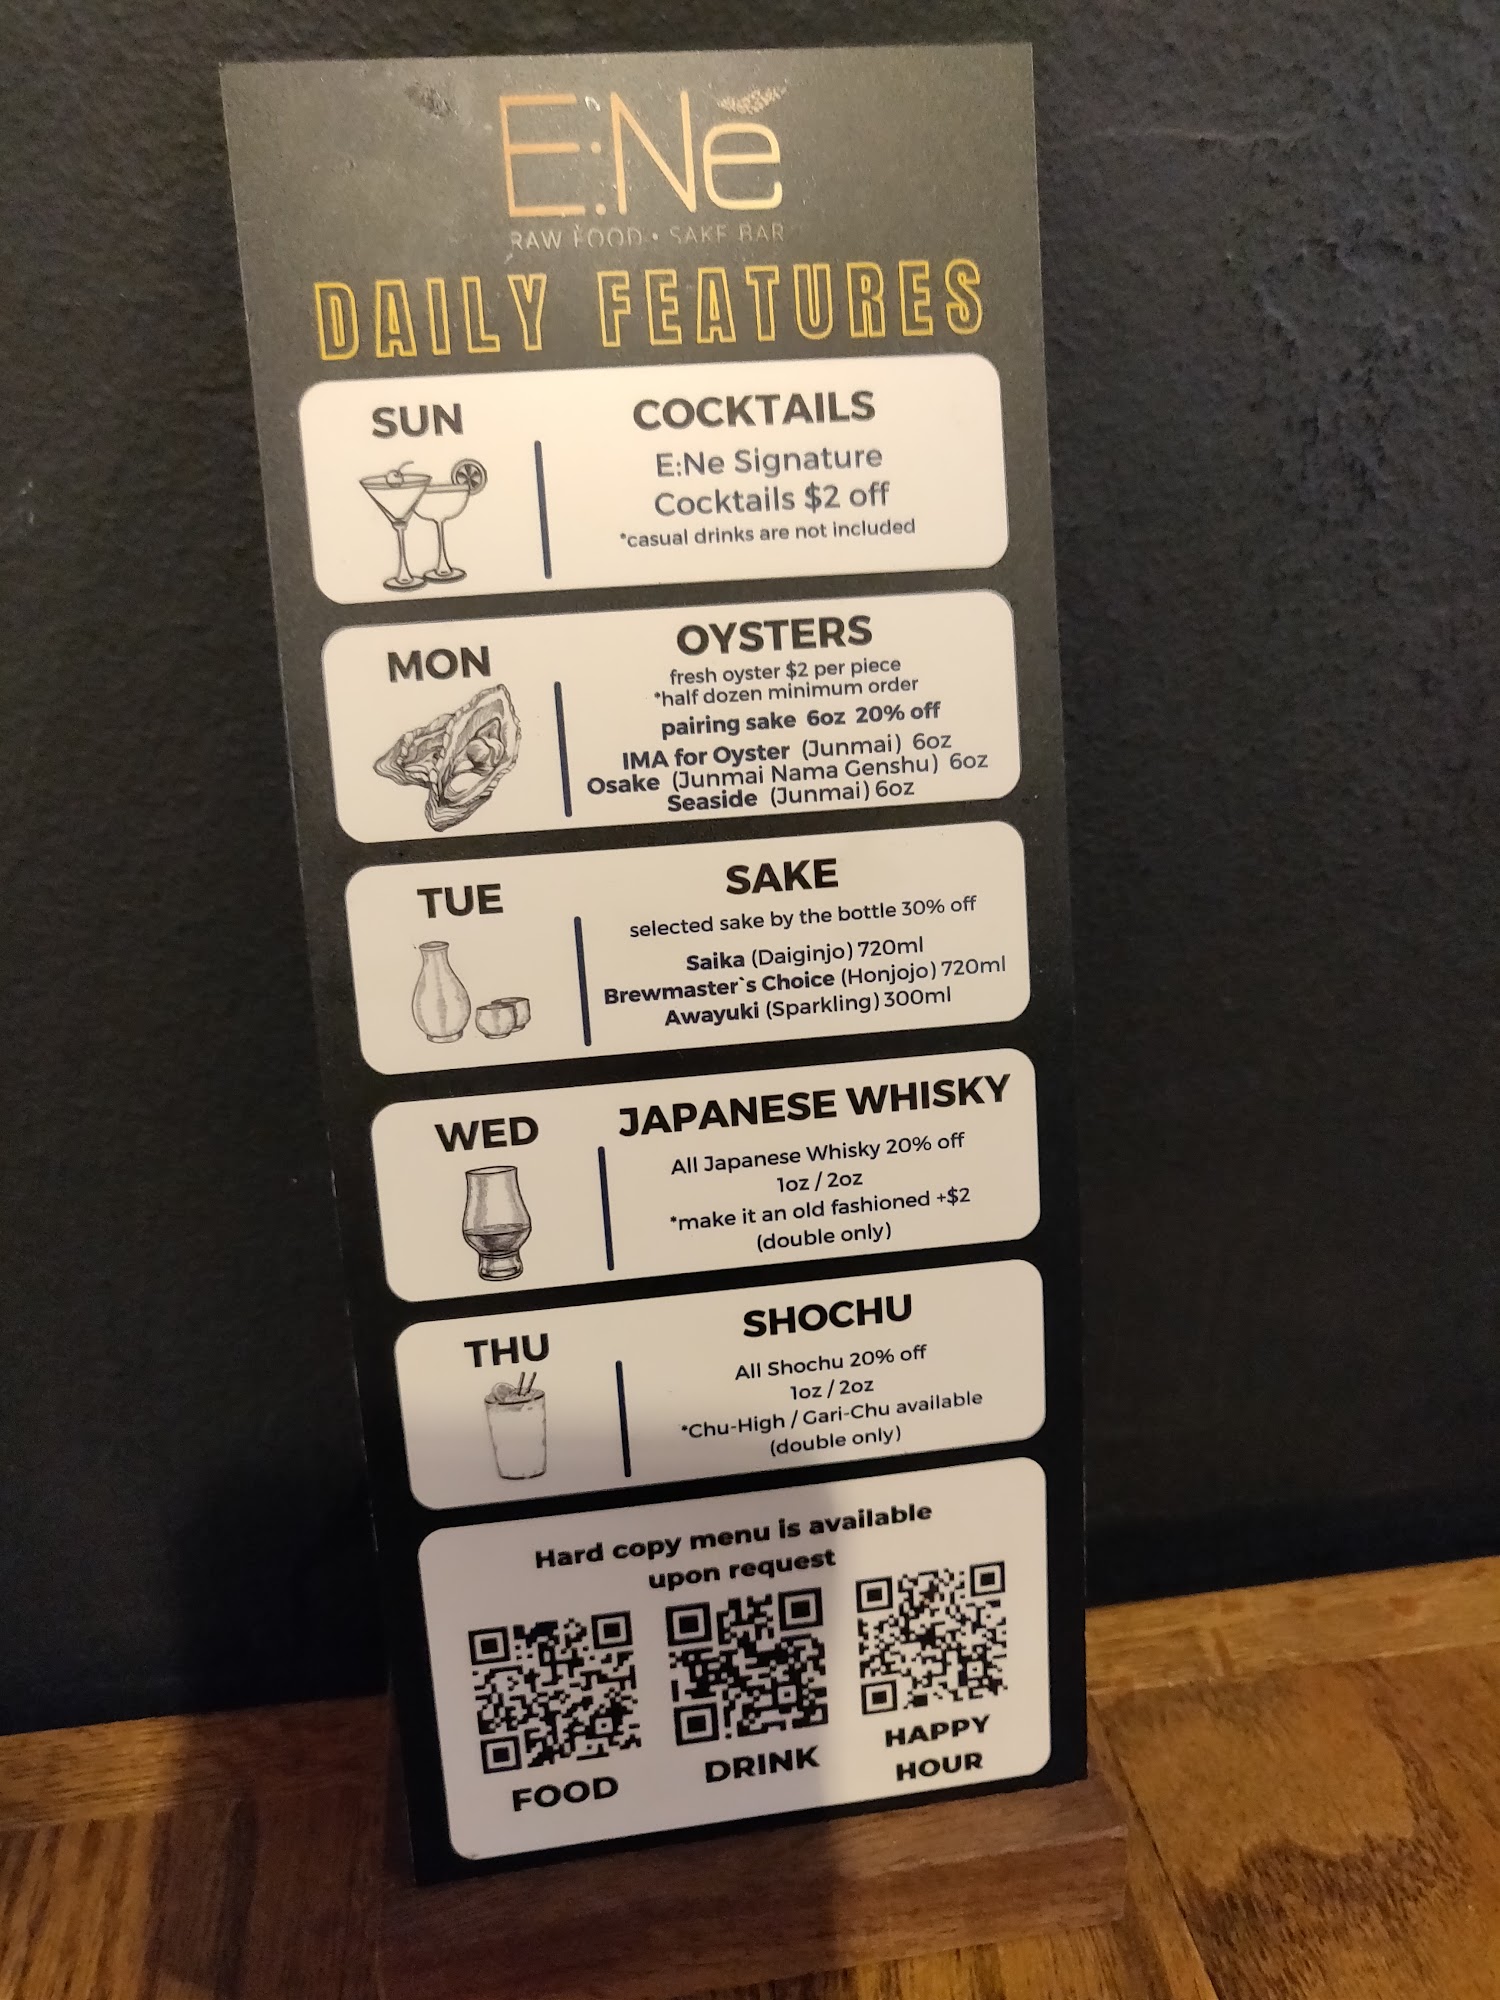 E:Ne
RAW FOOD • SAKE BAR
DAILY FEATURES
SUN
COCKTAILS
E:Ne Signature
Cocktails $2 off
*casual drinks are not included
MON
OYSTERS
fresh oyster $2 per piece
*half dozen minimum order
pairing sake 6oz 20% off
IMA for Oyster (Junmai) 6oz
Osake (Junmai Nama Genshu) 6oz
Seaside (Junmai) 6oz
TUE
SAKE
selected sake by the bottle 30% off
Saika (Daiginjo) 720ml
Brewmaster`s Choice (Honjojo) 720ml
Awayuki (Sparkling) 300ml
WED
JAPANESE WHISKY
All Japanese Whisky 20% off
1oz / 2oz
*make it an old fashioned +$2
(double only)
THU
SHOCHU
All Shochu 20% off
1oz / 2oz
*Chu-High / Gari-Chu available
(double only)
Hard copy menu is available
upon request
FOOD
DRINK
HAPPY
HOUR